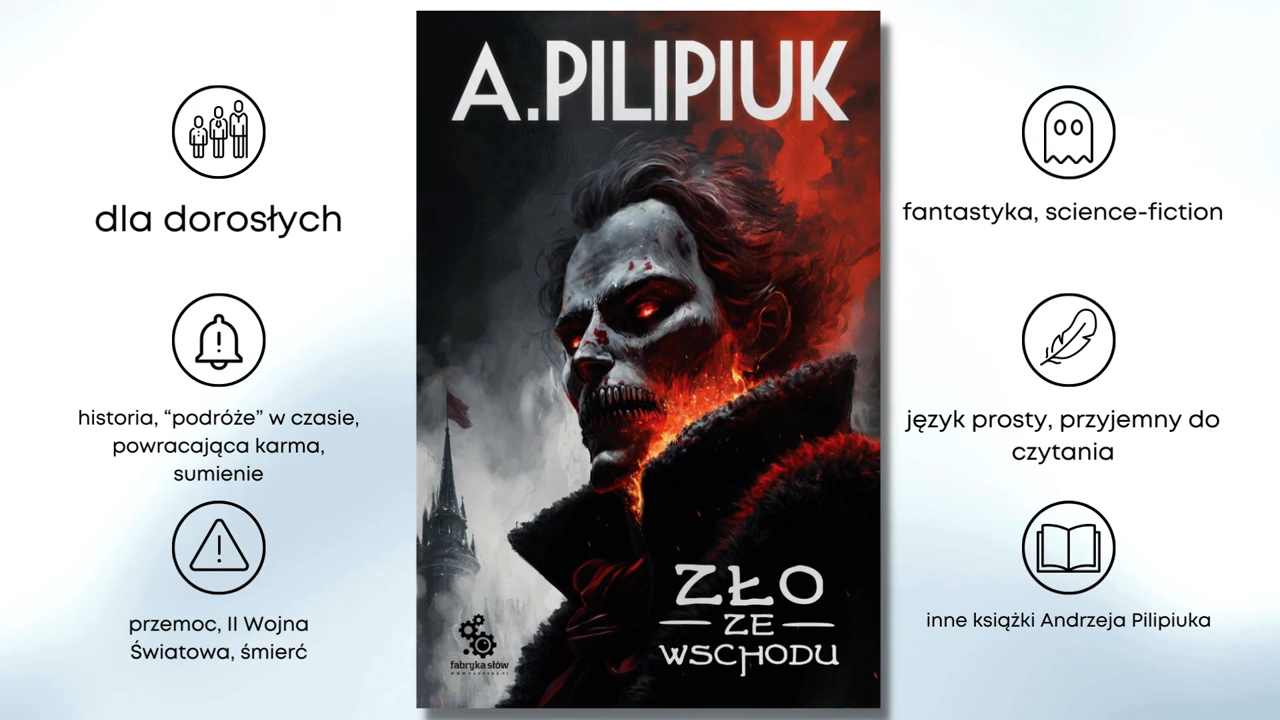 dla dorosłych
historia, “podróże” w czasie,
powracająca karma,
sumienie
przemoc, II Wojna
Światowa, śmierć
A.PILIPIUK
ZŁO
ZE
WSCHODU
fabryka słów
fantastyka, science-fiction
język prosty, przyjemny do
czytania
inne książki Andrzeja Pilipiuka